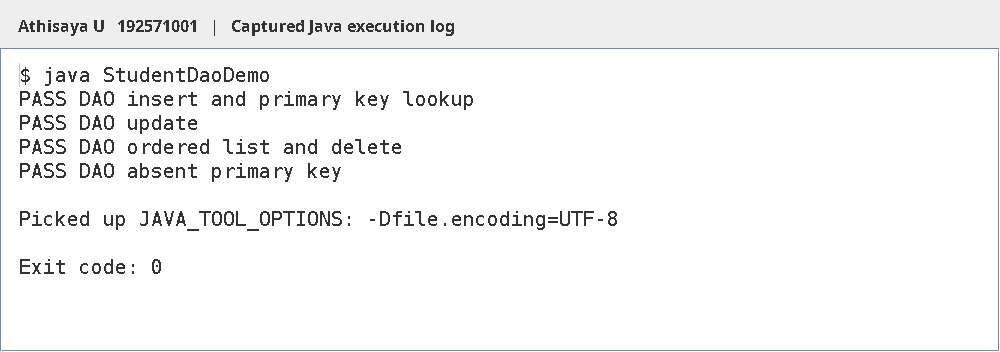 Athisaya U 192571001 | Captured Java execution log
$ java StudentDaoDemo
PASS DAO insert and primary key lookup
PASS DAO update
PASS DAO ordered list and delete
PASS DAO absent primary key
Picked up JAVA_TOOL_OPTIONS: -Dfile.encoding=UTF-8
Exit code: 0